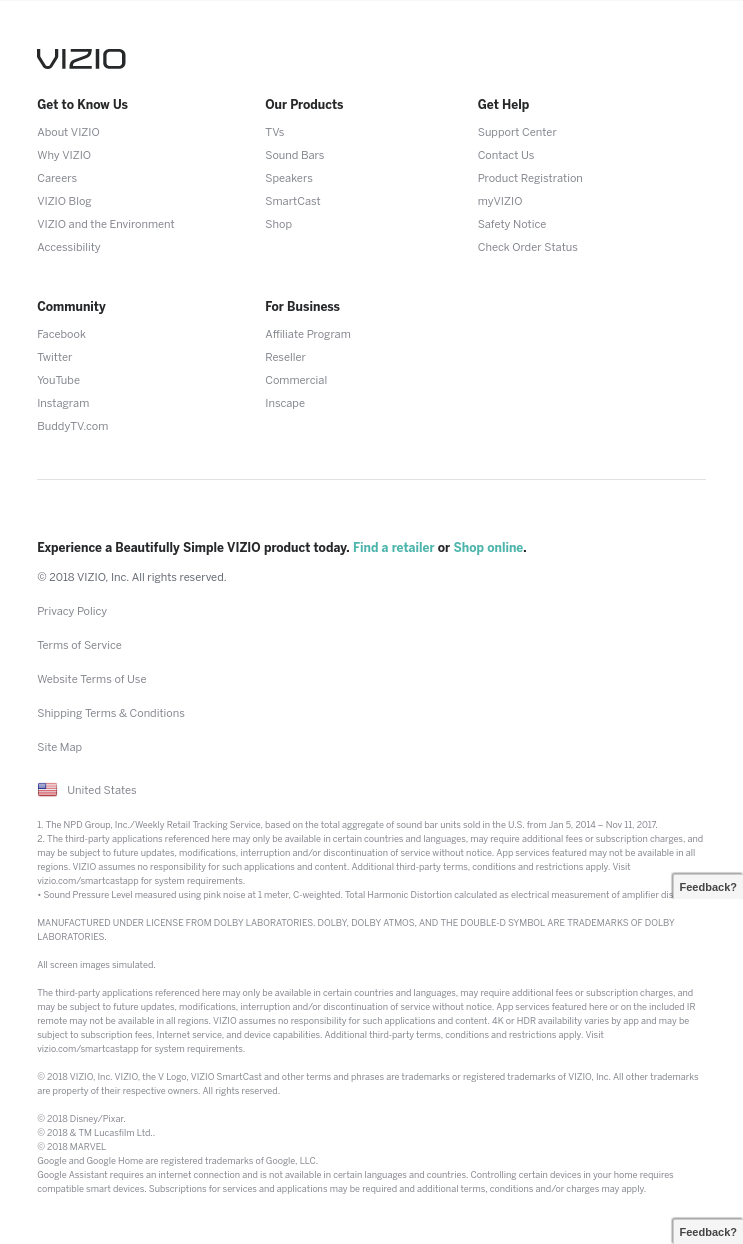 VIZIO
Get to Know Us
About VIZIO
Why VIZIO
Careers
VIZIO Blog
VIZIO and the Environment
Accessibility
Our Products
TVs
Sound Bars
Speakers
SmartCast
Shop
Get Help
Support Center
Contact Us
Product Registration
myVIZIO
Safety Notice
Check Order Status
Community
Facebook
Twitter
YouTube
Instagram
BuddyTV.com
For Business
Affiliate Program
Reseller
Commercial
Inscape
Experience a Beautifully Simple VIZIO product today. Find a retailer or Shop online.
© 2018 VIZIO, Inc. All rights reserved.
Privacy Policy
Terms of Service
Website Terms of Use
Shipping Terms & Conditions
Site Map
United States
1. The NPD Group, Inc./Weekly Retail Tracking Service, based on the total aggregate of sound bar units sold in the U.S. from Jan 5, 2014 – Nov 11, 2017.
2. The third-party applications referenced here may only be available in certain countries and languages, may require additional fees or subscription charges, and
may be subject to future updates, modifications, interruption and/or discontinuation of service without notice. App services featured may not be available in all
regions. VIZIO assumes no responsibility for such applications and content. Additional third-party terms, conditions and restrictions apply. Visit
vizio.com/smartcastapp for system requirements.
• Sound Pressure Level measured using pink noise at 1 meter, C-weighted. Total Harmonic Distortion calculated as electrical measurement of amplifier dis
Feedback?
MANUFACTURED UNDER LICENSE FROM DOLBY LABORATORIES. DOLBY, DOLBY ATMOS, AND THE DOUBLE-D SYMBOL ARE TRADEMARKS OF DOLBY
LABORATORIES.
All screen images simulated.
The third-party applications referenced here may only be available in certain countries and languages, may require additional fees or subscription charges, and
may be subject to future updates, modifications, interruption and/or discontinuation of service without notice. App services featured here or on the included IR
remote may not be available in all regions. VIZIO assumes no responsibility for such applications and content. 4K or HDR availability varies by app and may be
subject to subscription fees, Internet service, and device capabilities. Additional third-party terms, conditions and restrictions apply. Visit
vizio.com/smartcastapp for system requirements.
© 2018 VIZIO, Inc. VIZIO, the V Logo, VIZIO SmartCast and other terms and phrases are trademarks or registered trademarks of VIZIO, Inc. All other trademarks
are property of their respective owners. All rights reserved.
© 2018 Disney/Pixar.
© 2018 & TM Lucasfilm Ltd..
© 2018 MARVEL
Google and Google Home are registered trademarks of Google, LLC.
Google Assistant requires an internet connection and is not available in certain languages and countries. Controlling certain devices in your home requires
compatible smart devices. Subscriptions for services and applications may be required and additional terms, conditions and/or charges may apply.
Feedback?